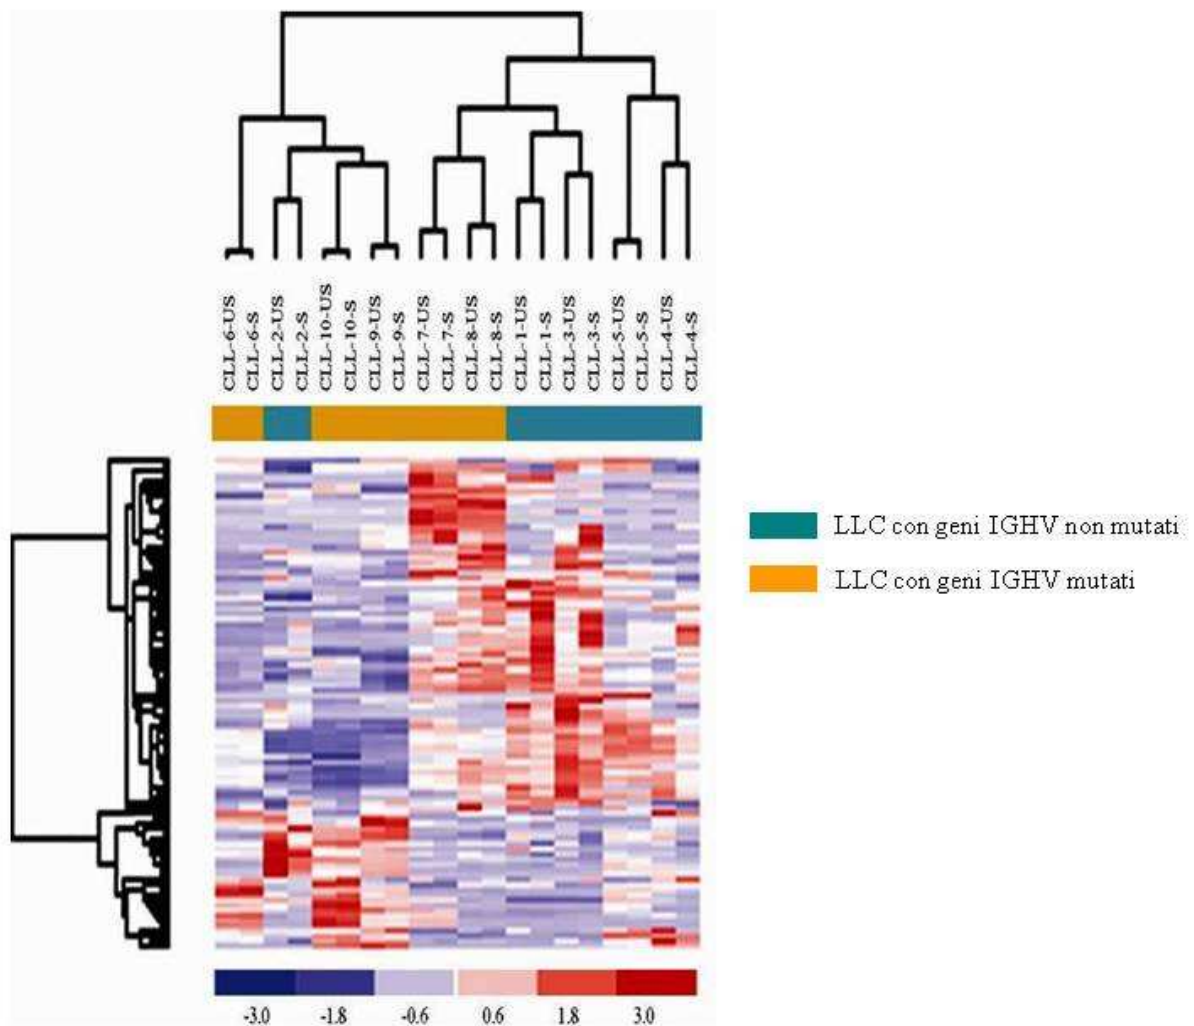 CLL-6-US
CLL-6-S
CLL-2-US
CLL-2-S
CLL-10-US
CLL-10-S
CLL-9-US
CLL-9-S
CLL-7-US
CLL-7-S
CLL-8-US
CLL-8-S
CLL-1-US
CLL-1-S
CLL-3-US
CLL-3-S
CLL-5-US
CLL-5-S
CLL-4-US
CLL-4-S
LLC con geni IGHV non mutati
LLC con geni IGHV mutati
-3.0 -1.8 -0.6 0.6 1.8 3.0